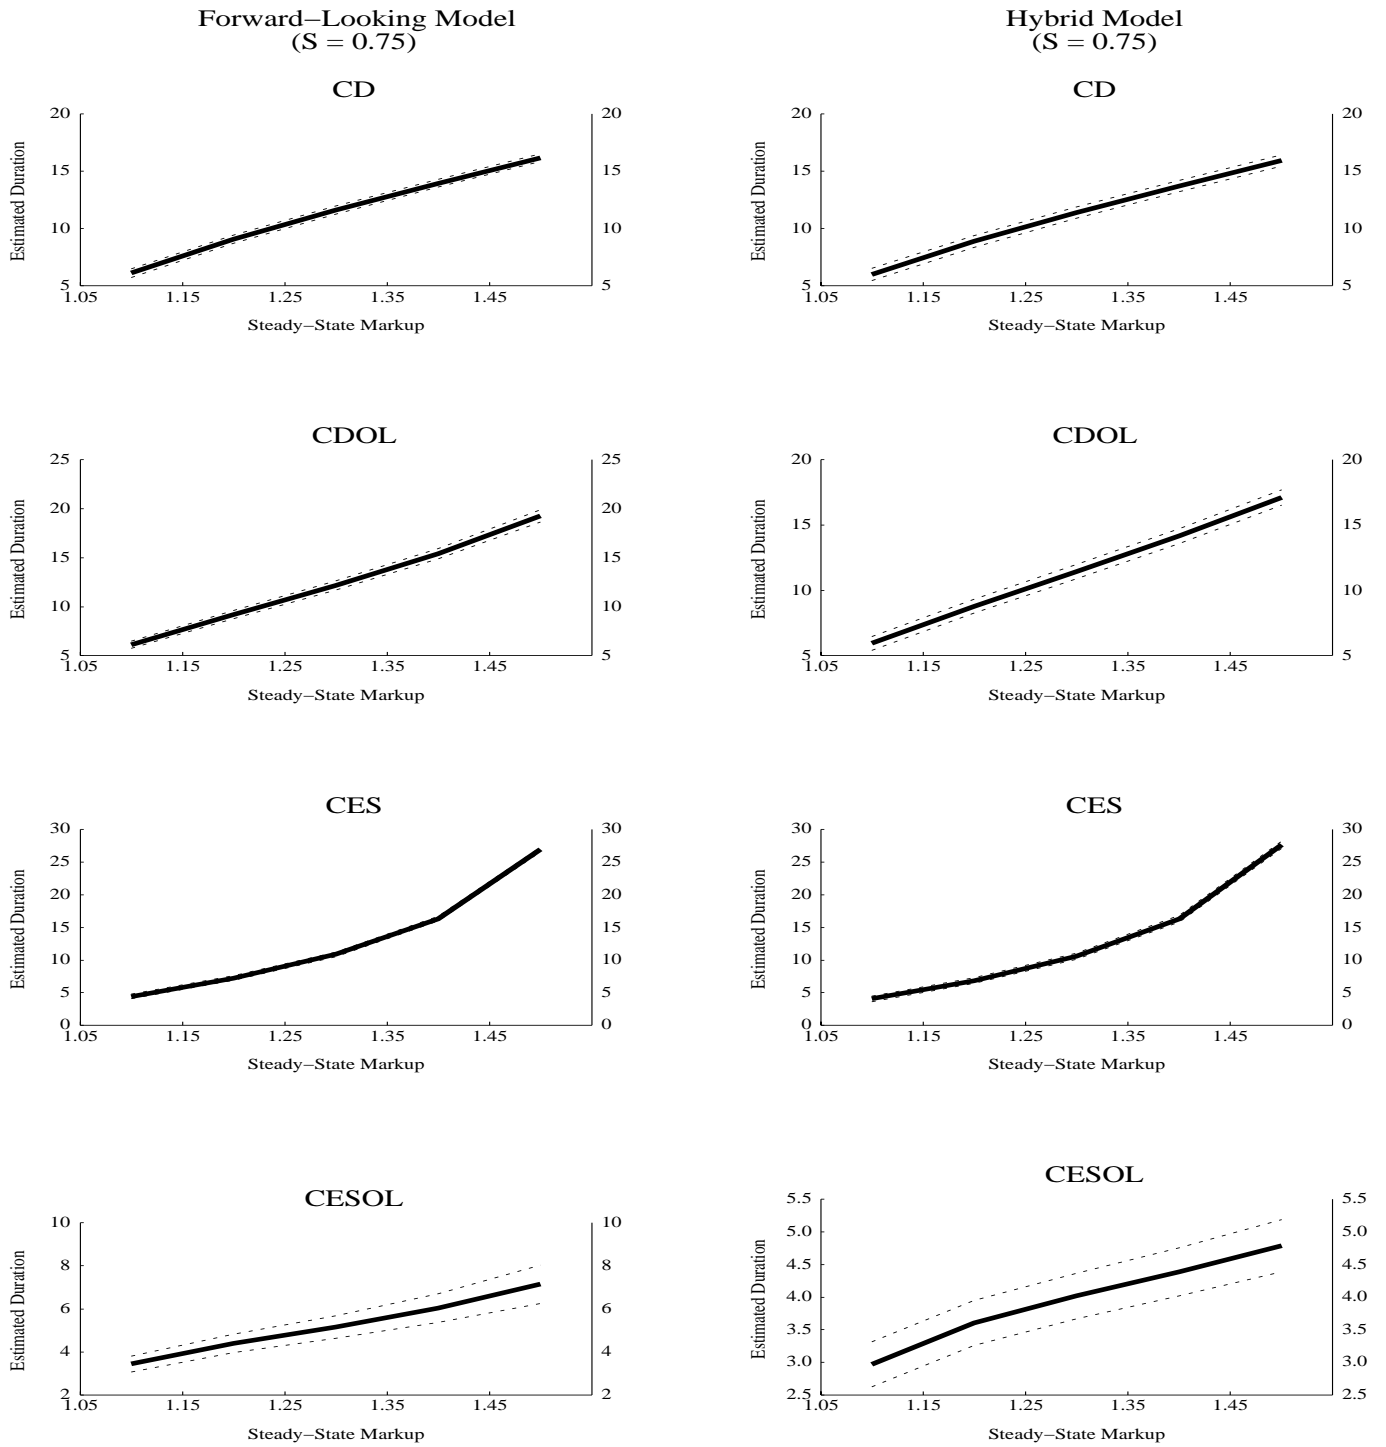 Forward−Looking Model
(S = 0.75)
Hybrid Model
(S = 0.75)
CD
20
15
10
5
20
15
10
5
1.05 1.15 1.25 1.35 1.45
Estimated Duration
Steady−State Markup
CD
20
15
10
5
20
15
10
5
1.05 1.15 1.25 1.35 1.45
Estimated Duration
Steady−State Markup
CDOL
25
20
15
10
5
25
20
15
10
5
1.05 1.15 1.25 1.35 1.45
Estimated Duration
Steady−State Markup
CDOL
20
15
10
5
20
15
10
5
1.05 1.15 1.25 1.35 1.45
Estimated Duration
Steady−State Markup
CES
30
25
20
15
10
5
0
30
25
20
15
10
5
0
1.05 1.15 1.25 1.35 1.45
Estimated Duration
Steady−State Markup
CES
30
25
20
15
10
5
0
30
25
20
15
10
5
0
1.05 1.15 1.25 1.35 1.45
Estimated Duration
Steady−State Markup
CESOL
10
8
6
4
2
10
8
6
4
2
1.05 1.15 1.25 1.35 1.45
Estimated Duration
Steady−State Markup
CESOL
5.5
5.0
4.5
4.0
3.5
3.0
2.5
5.5
5.0
4.5
4.0
3.5
3.0
2.5
1.05 1.15 1.25 1.35 1.45
Estimated Duration
Steady−State Markup